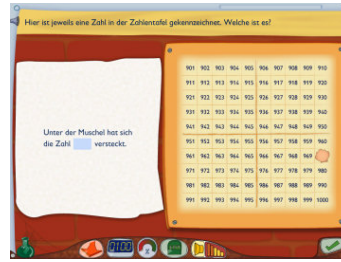 Hier ist jeweils eine Zahl in der Zahlentafel gekennzeichnet. Welche ist es?
Unter der Muschel hat sich
die Zahl versteckt.
901 902 903 904 905 906 907 908 909 910
911 912 913 914 915 916 917 918 919 920
921 922 923 924 925 926 927 928 929 930
931 932 933 934 935 936 937 938 939 940
941 942 943 944 945 946 947 948 949 950
951 952 953 954 955 956 957 958 959 960
961 962 963 964 965 966 967 968 969
971 972 973 974 975 976 977 978 979 980
981 982 983 984 985 986 987 988 989 990
991 992 993 994 995 996 997 998 999 1000